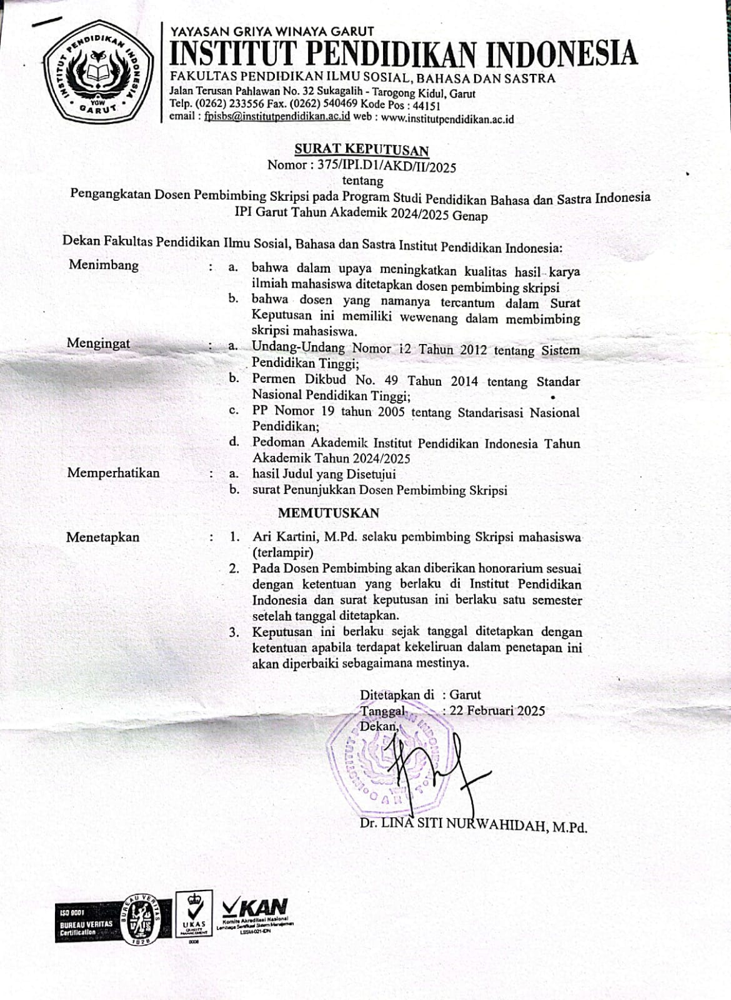 INSTITUT PENDIDIKAN INDONESIA
YGW
GARUT
YAYASAN GRIYA WINAYA GARUT
INSTITUT PENDIDIKAN INDONESIA
FAKULTAS PENDIDIKAN ILMU SOSIAL, BAHASA DAN SASTRA
Jalan Terusan Pahlawan No. 32 Sukagalih - Tarogong Kidul, Garut
Telp. (0262) 233556 Fax. (0262) 540469 Kode Pos : 44151
email : fpisbs@institutpendidikan.ac.id web : www.institutpendidikan.ac.id
SURAT KEPUTUSAN
Nomor : 375/IPI.D1/AKD/II/2025
tentang
Pengangkatan Dosen Pembimbing Skripsi pada Program Studi Pendidikan Bahasa dan Sastra Indonesia
IPI Garut Tahun Akademik 2024/2025 Genap
Dekan Fakultas Pendidikan Ilmu Sosial, Bahasa dan Sastra Institut Pendidikan Indonesia:
Menimbang : a. bahwa dalam upaya meningkatkan kualitas hasil karya
ilmiah mahasiswa ditetapkan dosen pembimbing skripsi
b. bahwa dosen yang namanya tercantum dalam Surat
Keputusan ini memiliki wewenang dalam membimbing
skripsi mahasiswa.
Mengingat : a. Undang-Undang Nomor 12 Tahun 2012 tentang Sistem
Pendidikan Tinggi;
b. Permen Dikbud No. 49 Tahun 2014 tentang Standar
Nasional Pendidikan Tinggi;
c. PP Nomor 19 tahun 2005 tentang Standarisasi Nasional
Pendidikan;
d. Pedoman Akademik Institut Pendidikan Indonesia Tahun
Akademik Tahun 2024/2025
Memperhatikan : a. hasil Judul yang Disetujui
b. surat Penunjukkan Dosen Pembimbing Skripsi
MEMUTUSKAN
Menetapkan : 1. Ari Kartini, M.Pd. selaku pembimbing Skripsi mahasiswa
(terlampir)
2. Pada Dosen Pembimbing akan diberikan honorarium sesuai
dengan ketentuan yang berlaku di Institut Pendidikan
Indonesia dan surat keputusan ini berlaku satu semester
setelah tanggal ditetapkan.
3. Keputusan ini berlaku sejak tanggal ditetapkan dengan
ketentuan apabila terdapat kekeliruan dalam penetapan ini
akan diperbaiki sebagaimana mestinya.
Ditetapkan di : Garut
Tanggal : 22 Februari 2025
Dekan,
INSTITUT PENDIDIKAN INDONESIA
GARUT
Dr. LINA SITI NURWAHIDAH, M.Pd.
ISO 9001
BUREAU VERITAS
Certification
BUREAU VERITAS
1828
UKAS
QUALITY
MANAGEMENT
0008
KAN
Komite Akreditasi Nasional
Lembaga Sertifikasi Sistem Manajemen
LSSM-021-IDN